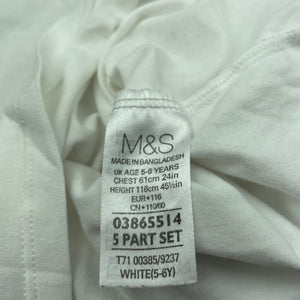 M&S
MADE IN BANGLADESH
UK AGE 5-6 YEARS
CHEST 61cm 24in
HEIGHT 116cm 45½in
EUR•116
CN•110/60
03865514
5 PART SET
T71 00385/9237
WHITE(5-6Y)